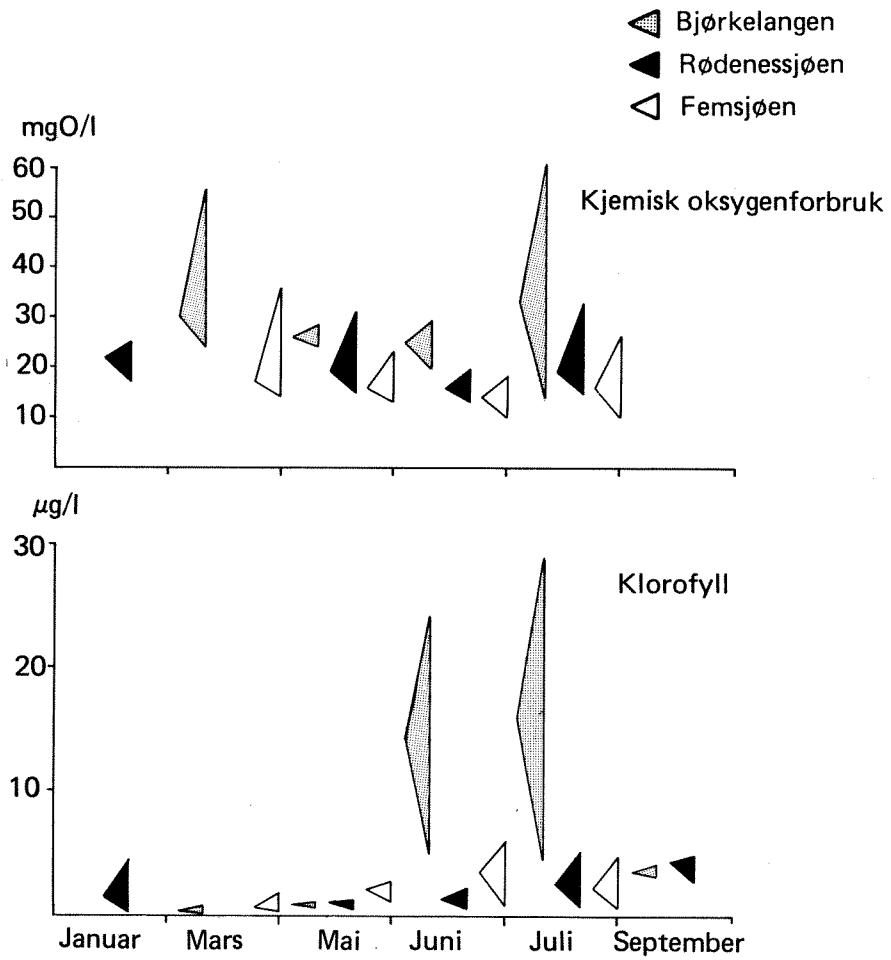 Bjørkelangen
Rødenessjøen
Femsjøen
mgO/l
60
50
40
30
20
10
Kjemisk oksygenforbruk
µg/l
30
20
10
Klorofyll
Januar Mars Mai Juni Juli September